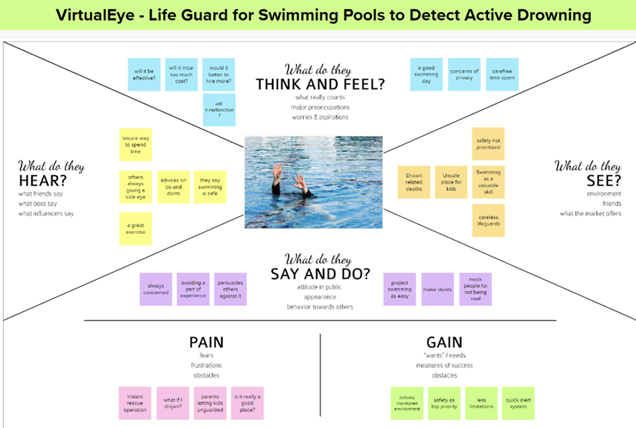 VirtualEye - Life Guard for Swimming Pools to Detect Active Drowning
What do they
THINK AND FEEL?
what really counts
major preoccupations
worries & aspirations
will it be
effective?
will it incur
too much
cost?
would it
better to
hire more?
will
it malfunction
?
a good
swimming
day
concerns of
privacy
carefree
time spent
What do they
HEAR?
what friends say
what boss say
what influencers say
leisure way
to spend
time
others
always
giving a
side eye
advices on
do and
donts
they say
swimming
is safe
a great
exercise
What do they
SEE?
environment
friends
what the market offers
safety not
prioritized
Drown
related
deaths
Unsafe
place for
kids
Swimming
as a
valuable skill
careless
lifeguards
What do they
SAY AND DO?
attitude in public
appearance
behavior towards others
always
concerned
avoiding a
part of
experience
persuades
others
against it
project
swimming
as easy
make stunts
mock
people for
not being
cool
PAIN
fears
frustrations
obstacles
instant
rescue
operation
what if I
drown?
parents
letting kids
unguarded
is it really a
good
place?
GAIN
"wants" / needs
measures of success
obstacles
actively
monitored
environment
safety as
top priority
less
limitations
quick alert
system